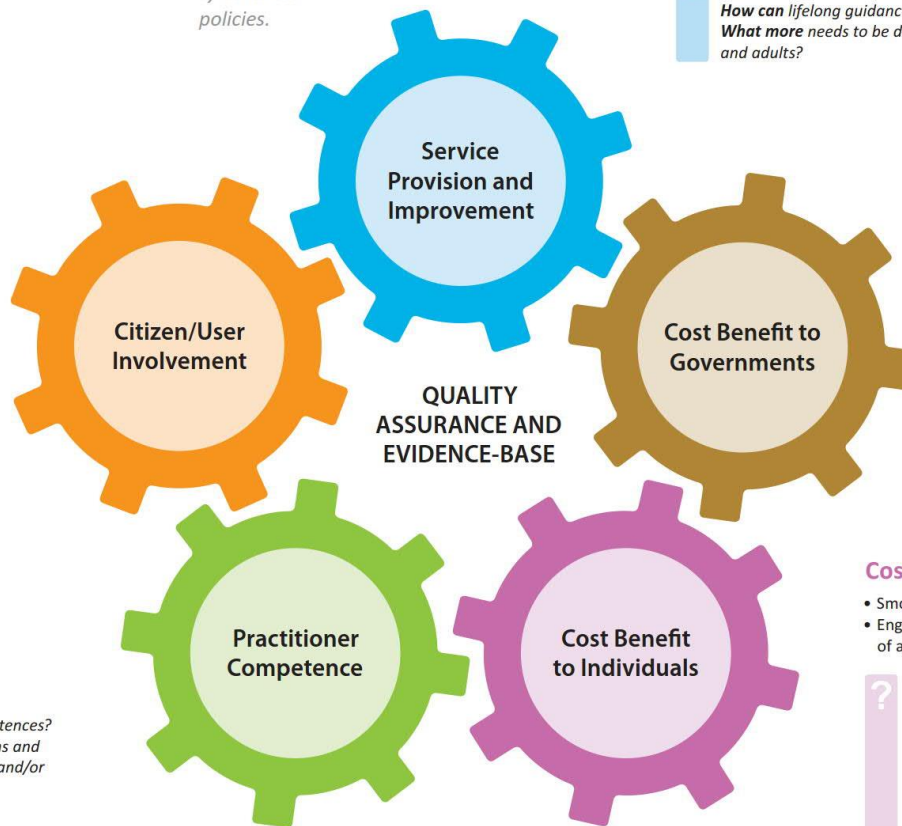 policies.
How can lifelong guidance
What more needs to be d
and adults?
Service
Provision and
Improvement
Citizen/User
Involvement
Cost Benefit to
Governments
QUALITY
ASSURANCE AND
EVIDENCE-BASE
Practitioner
Competence
Cost Benefit
to Individuals
Cos
• Smo
• Eng
of a
?
tences?
ns and
and/or